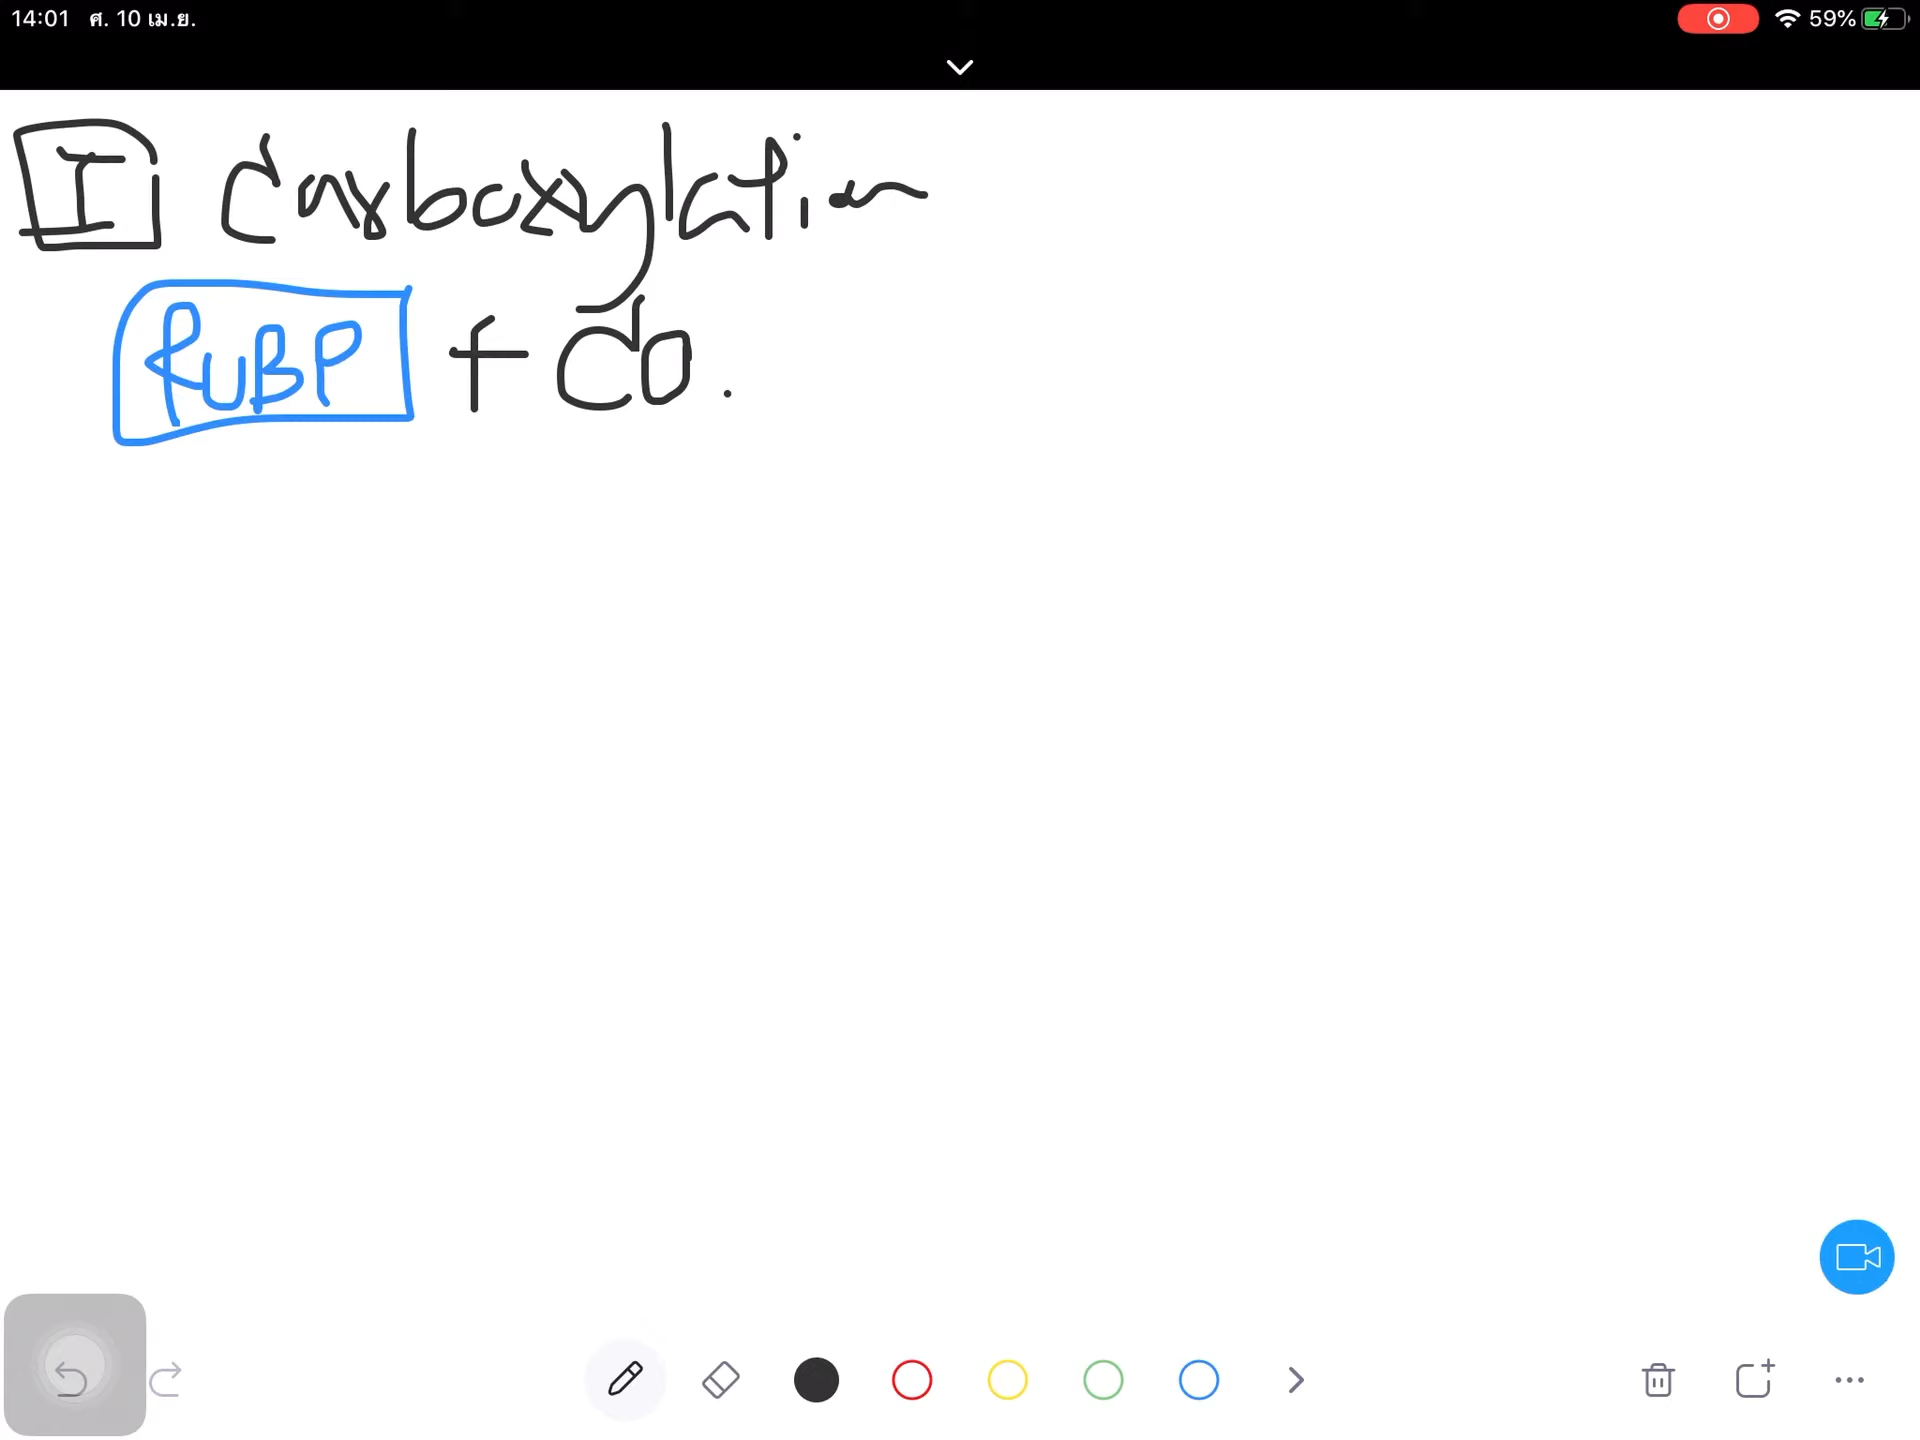 14:01 ศ. 10 เม.ย. 59%
I Carboxylation
RuBP + CO.